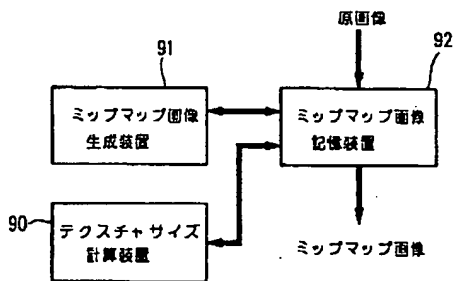 原画像
91
92
ミップマップ画像
生成装置
ミップマップ画像
記憶装置
90
テクスチャサイズ
計算装置
ミップマップ画像